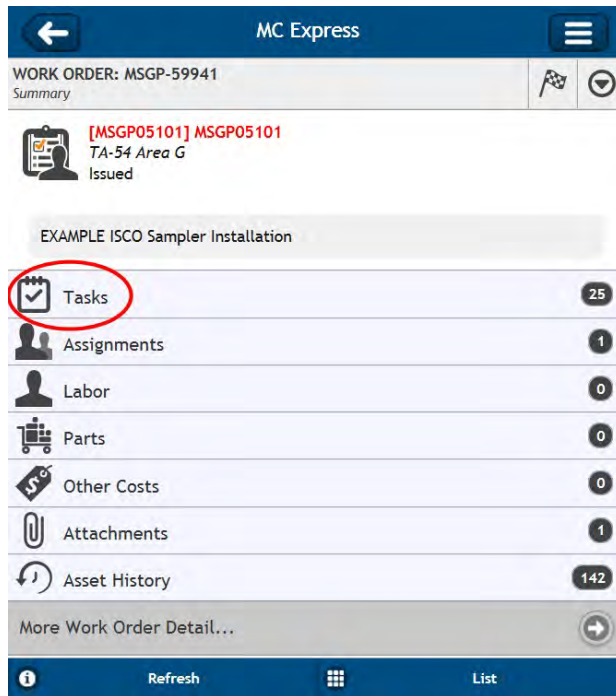 MC Express
WORK ORDER: MSGP-59941
Summary
[MSGP05101] MSGP05101
TA-54 Area G
Issued
EXAMPLE ISCO Sampler Installation
Tasks 25
Assignments 1
Labor 0
Parts 0
Other Costs 0
Attachments 1
Asset History 142
More Work Order Detail...
Refresh List